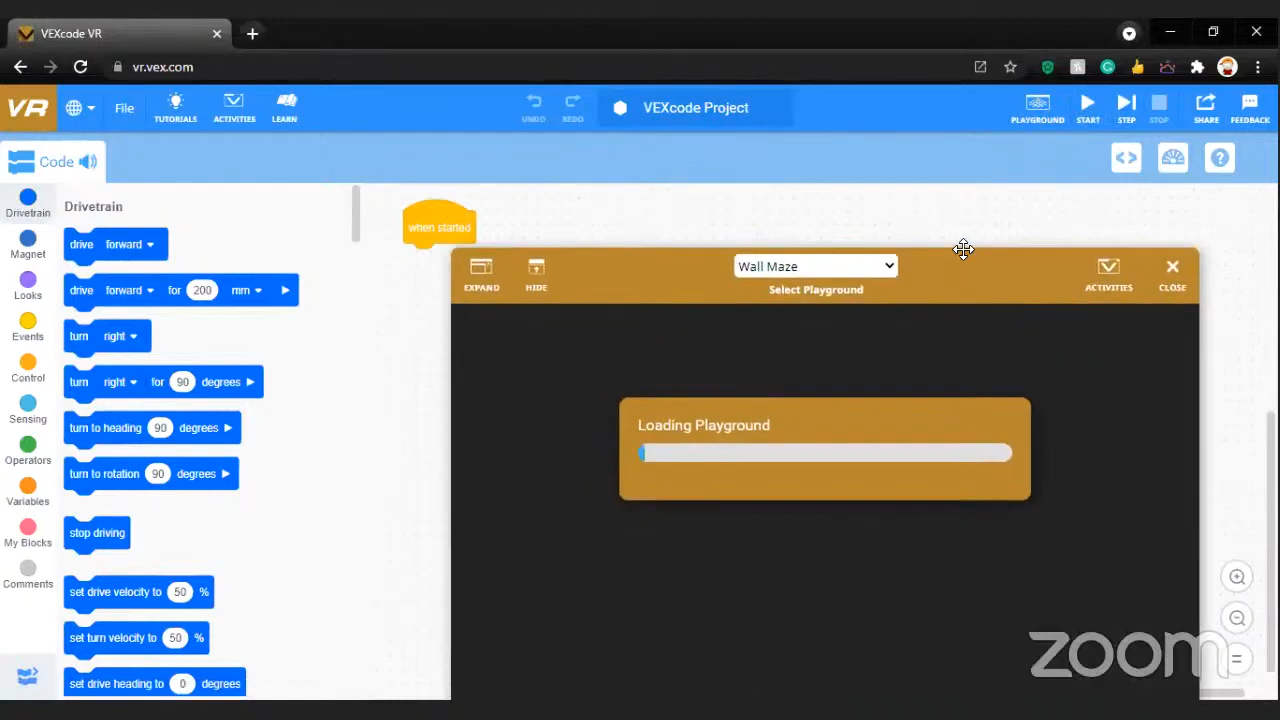 VEXcode VR
vr.vex.com
VR
File
TUTORIALS
ACTIVITIES
LEARN
UNDO
REDO
VEXcode Project
PLAYGROUND
START
STEP
STOP
SHARE
FEEDBACK
Code
Drivetrain
Magnet
Looks
Events
Control
Sensing
Operators
Variables
My Blocks
Comments
Drivetrain
drive forward
drive forward for 200 mm
turn right
turn right for 90 degrees
turn to heading 90 degrees
turn to rotation 90 degrees
stop driving
set drive velocity to 50 %
set turn velocity to 50 %
set drive heading to 0 degrees
when started
EXPAND
HIDE
Wall Maze
Select Playground
ACTIVITIES
CLOSE
Loading Playground
zoom